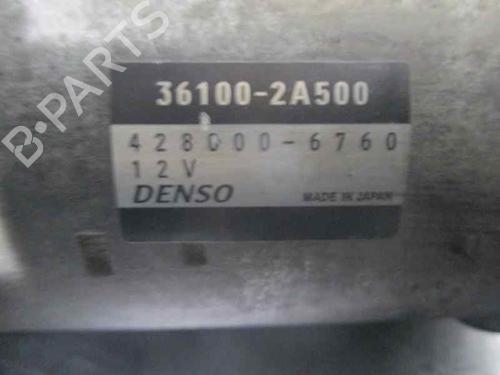 B-PARTS
36100-2A500
428000-6760
12V
DENSO MADE IN JAPAN